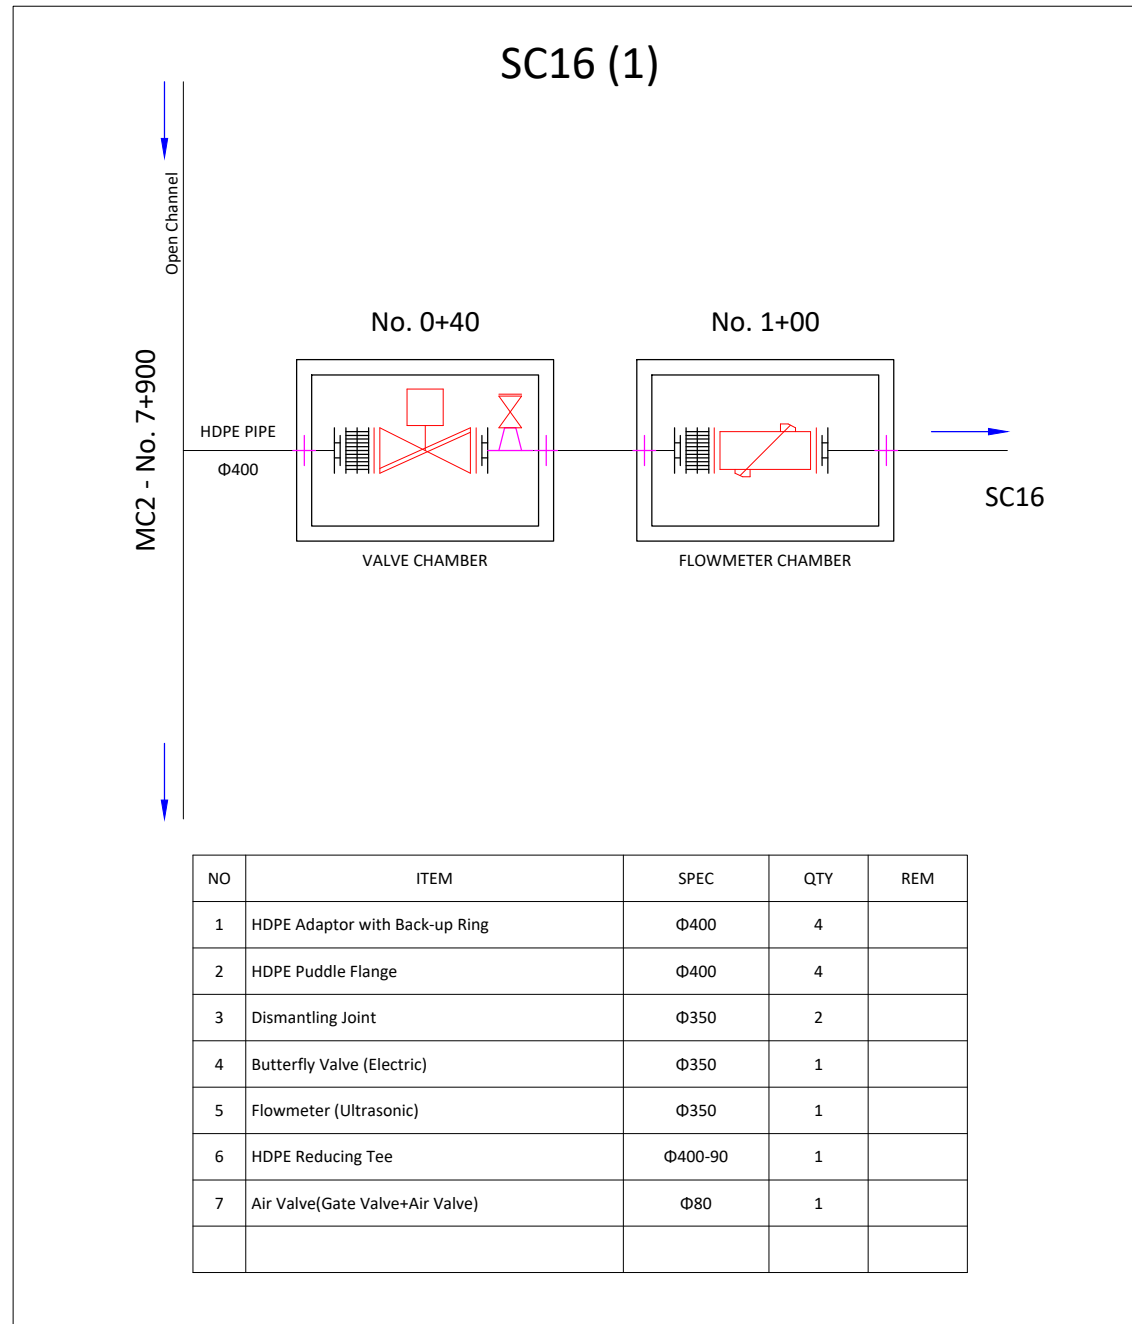 SC16 (1)
Open Channel
No. 0+40
No. 1+00
MC2 - No. 7+900
HDPE PIPE
Φ400
SC16
VALVE CHAMBER
FLOWMETER CHAMBER
NO ITEM SPEC QTY REM
1 HDPE Adaptor with Back-up Ring Φ400 4
2 HDPE Puddle Flange Φ400 4
3 Dismantling Joint Φ350 2
4 Butterfly Valve (Electric) Φ350 1
5 Flowmeter (Ultrasonic) Φ350 1
6 HDPE Reducing Tee Φ400-90 1
7 Air Valve(Gate Valve+Air Valve) Φ80 1